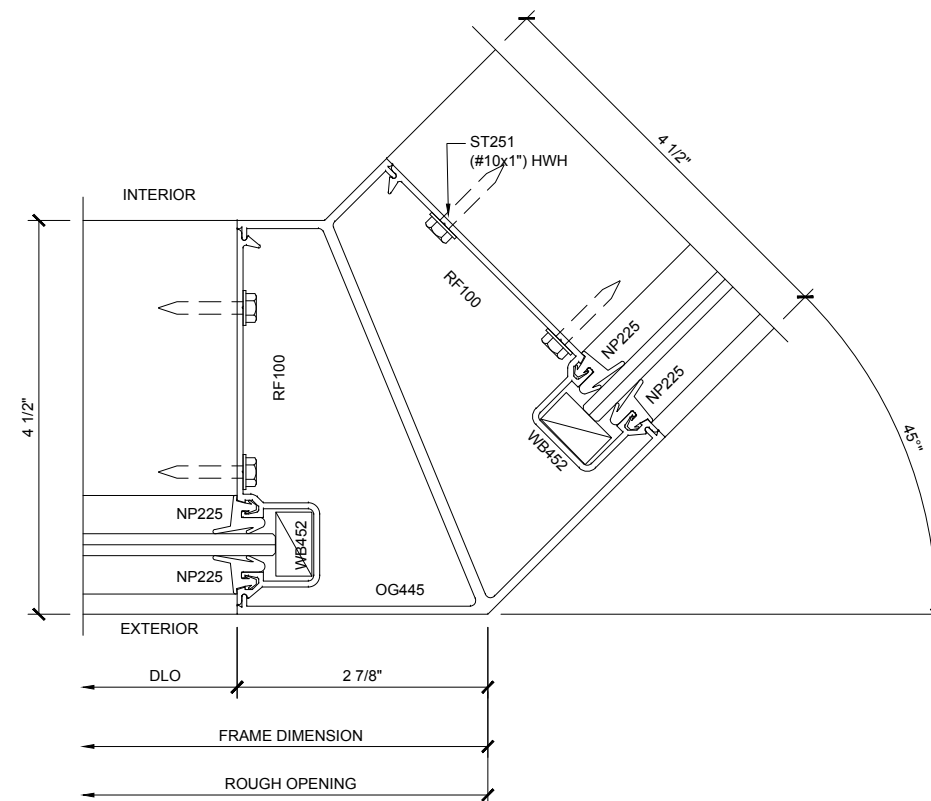 ST251
(#10x1") HWH
4 1/2"
INTERIOR
RF100
NP225
NP225
RF100
4 1/2"
WB452
45°"
NP225
WB452
NP225
OG445
EXTERIOR
DLO
2 7/8"
FRAME DIMENSION
ROUGH OPENING